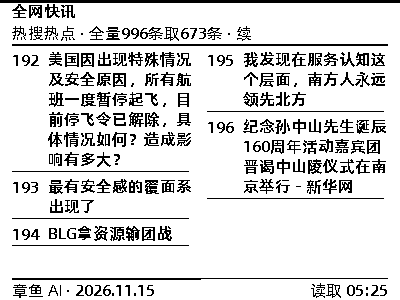 全网快讯
热搜热点 · 全量996条取673条 · 续
192 美国因出现特殊情况
及安全原因，所有航
班一度暂停起飞，目
前停飞令已解除，具
体情况如何？造成影
响有多大？
193 最有安全感的覆面系
出现了
194 BLG拿资源输团战
195 我发现在服务认知这
个层面，南方人永远
领先北方
196 纪念孙中山先生诞辰
160周年活动嘉宾团
晋谒中山陵仪式在南
京举行 - 新华网
章鱼 AI · 2026.11.15
读取 05:25